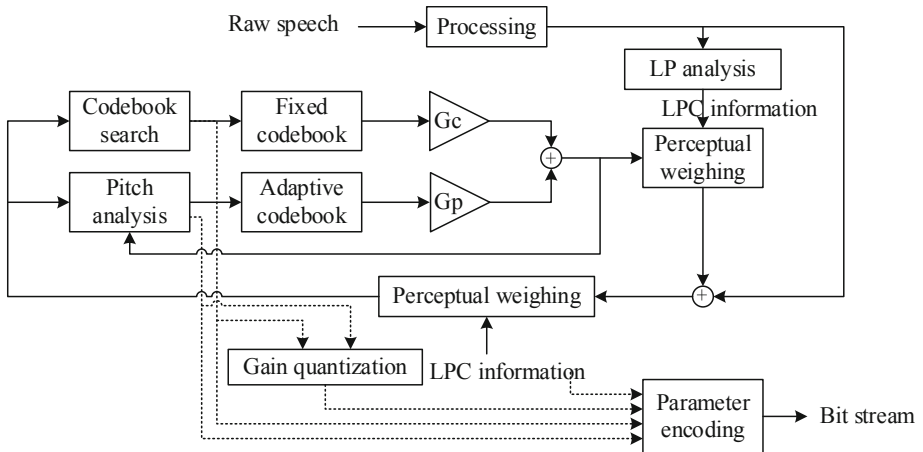 Raw speech
Processing
LP analysis
LPC information
Codebook
search
Fixed
codebook
Gc
+
Perceptual
weighing
Pitch
analysis
Adaptive
codebook
Gp
Perceptual weighing
+
Gain quantization
LPC information
Parameter
encoding
Bit stream